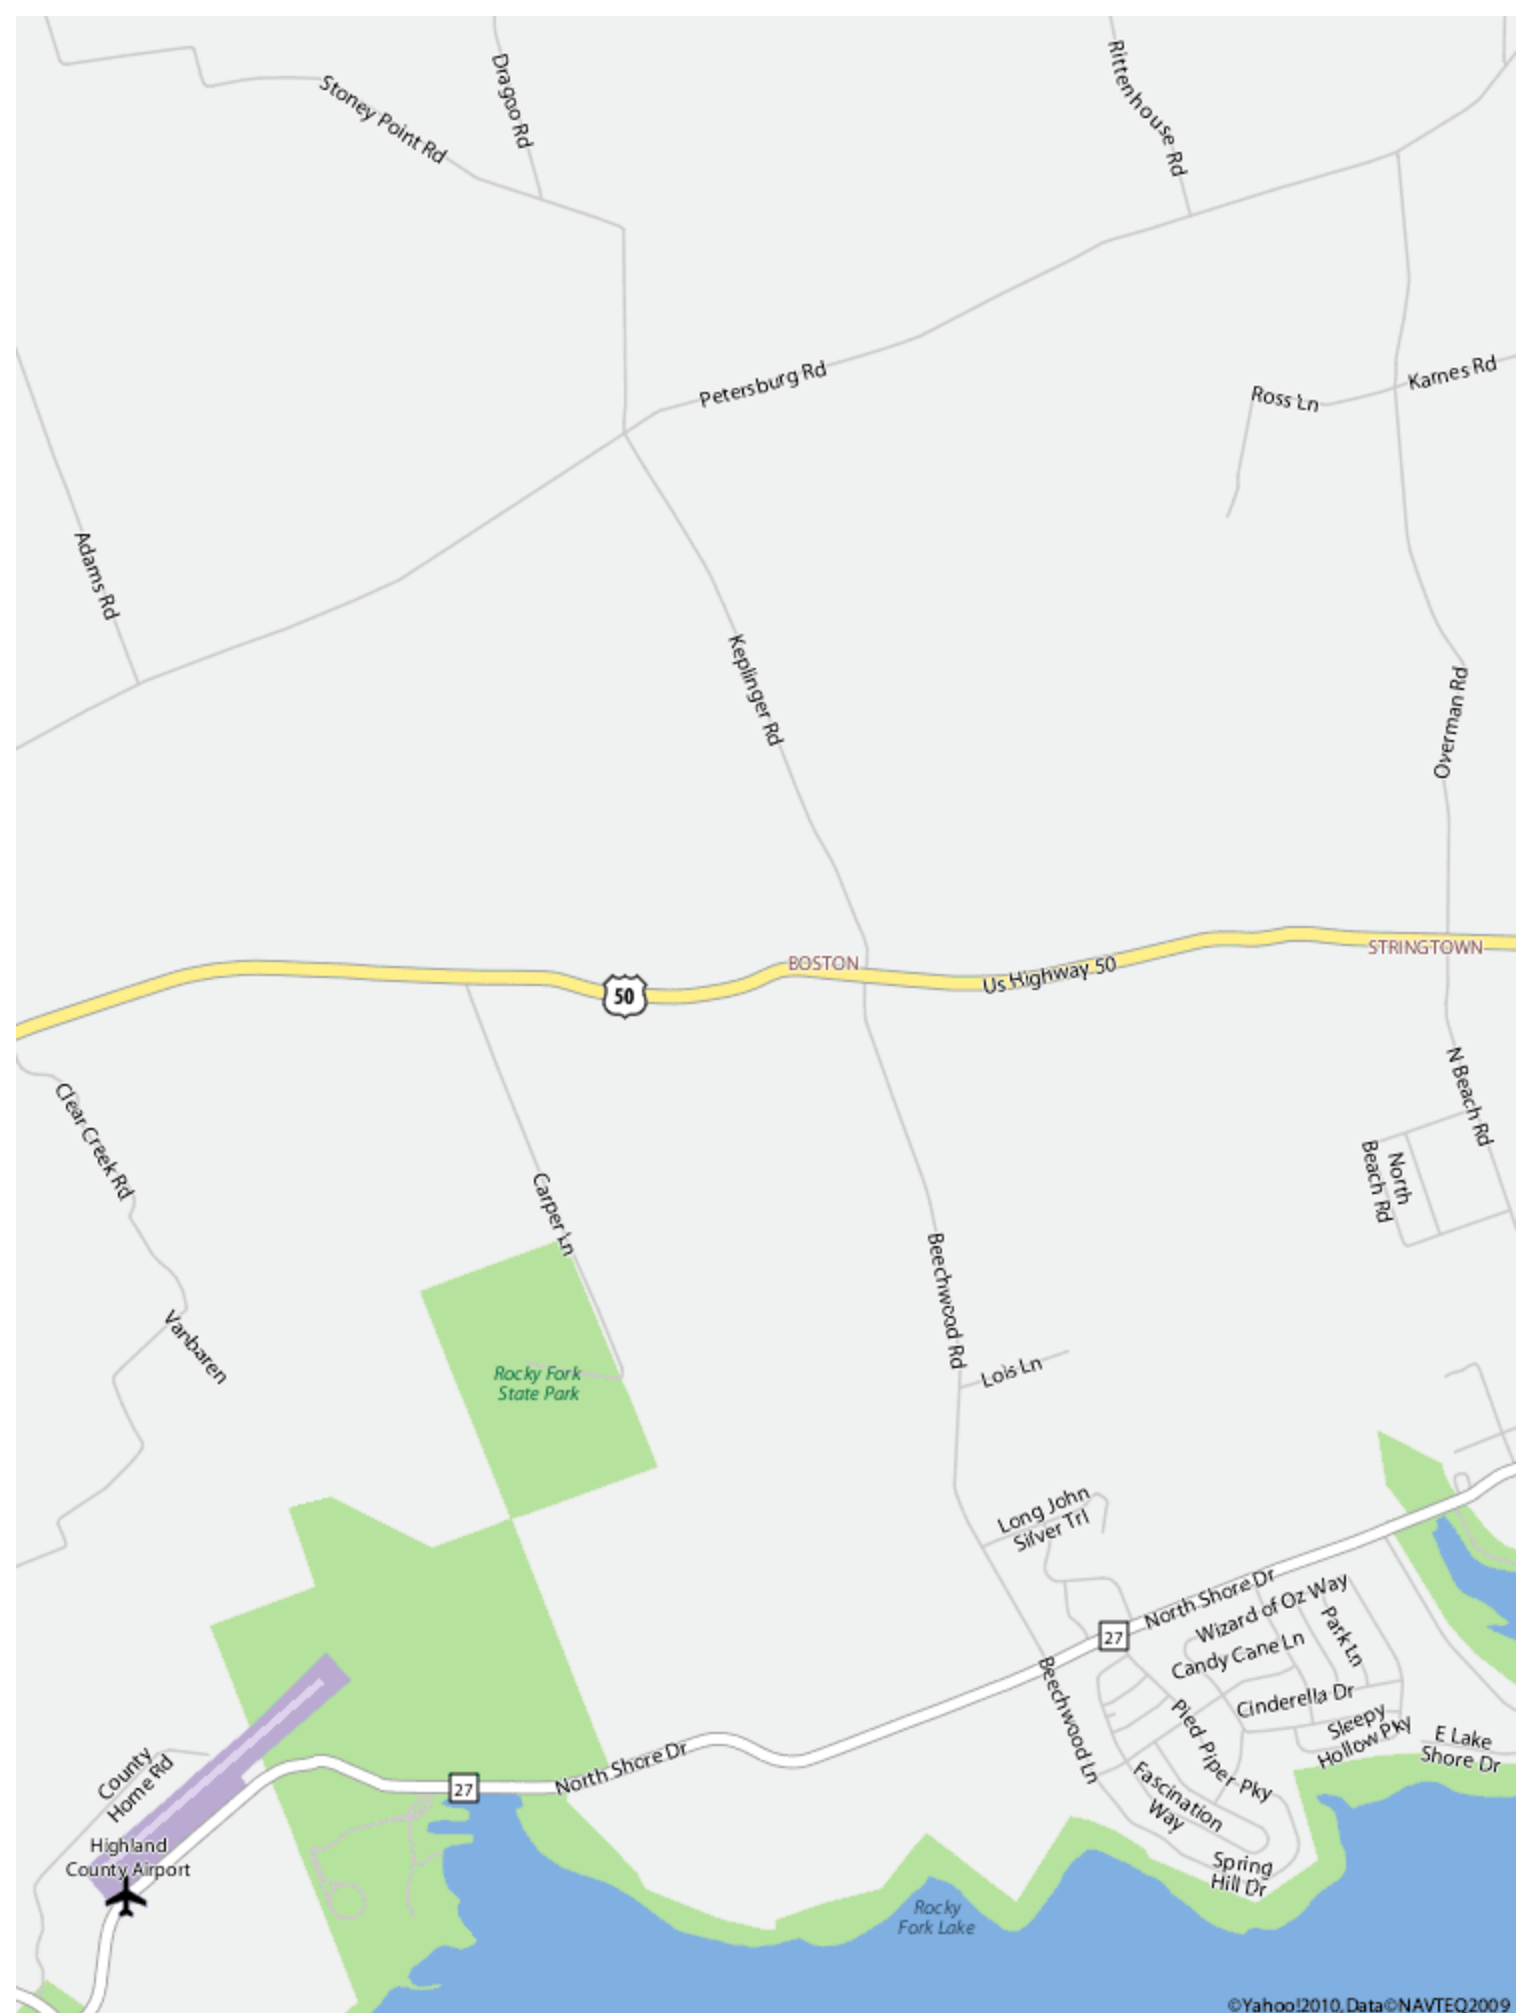 Stoney Point Rd
Dragoo Rd
Rittenhouse Rd
Petersburg Rd
Ross Ln
Karnes Rd
Adams Rd
Keplinger Rd
Overman Rd
BOSTON
STRINGTOWN
Us Highway 50
50
Clear Creek Rd
N Beach Rd
North
Beach Rd
Carper Ln
Beechwood Rd
Vanbaren
Lois Ln
Rocky Fork
State Park
Long John
Silver Trl
North Shore Dr
27
Wizard of Oz Way
Park Ln
Candy Cane Ln
Cinderella Dr
Beechwood Ln
Pied Piper Pky
Sleepy
Hollow Pky
E Lake
Shore Dr
North Shore Dr
27
County
Home Rd
Fascination
Way
Highland
County Airport
Spring
Hill Dr
Rocky
Fork Lake
©Yahoo!2010, Data©NAVTEQ2009